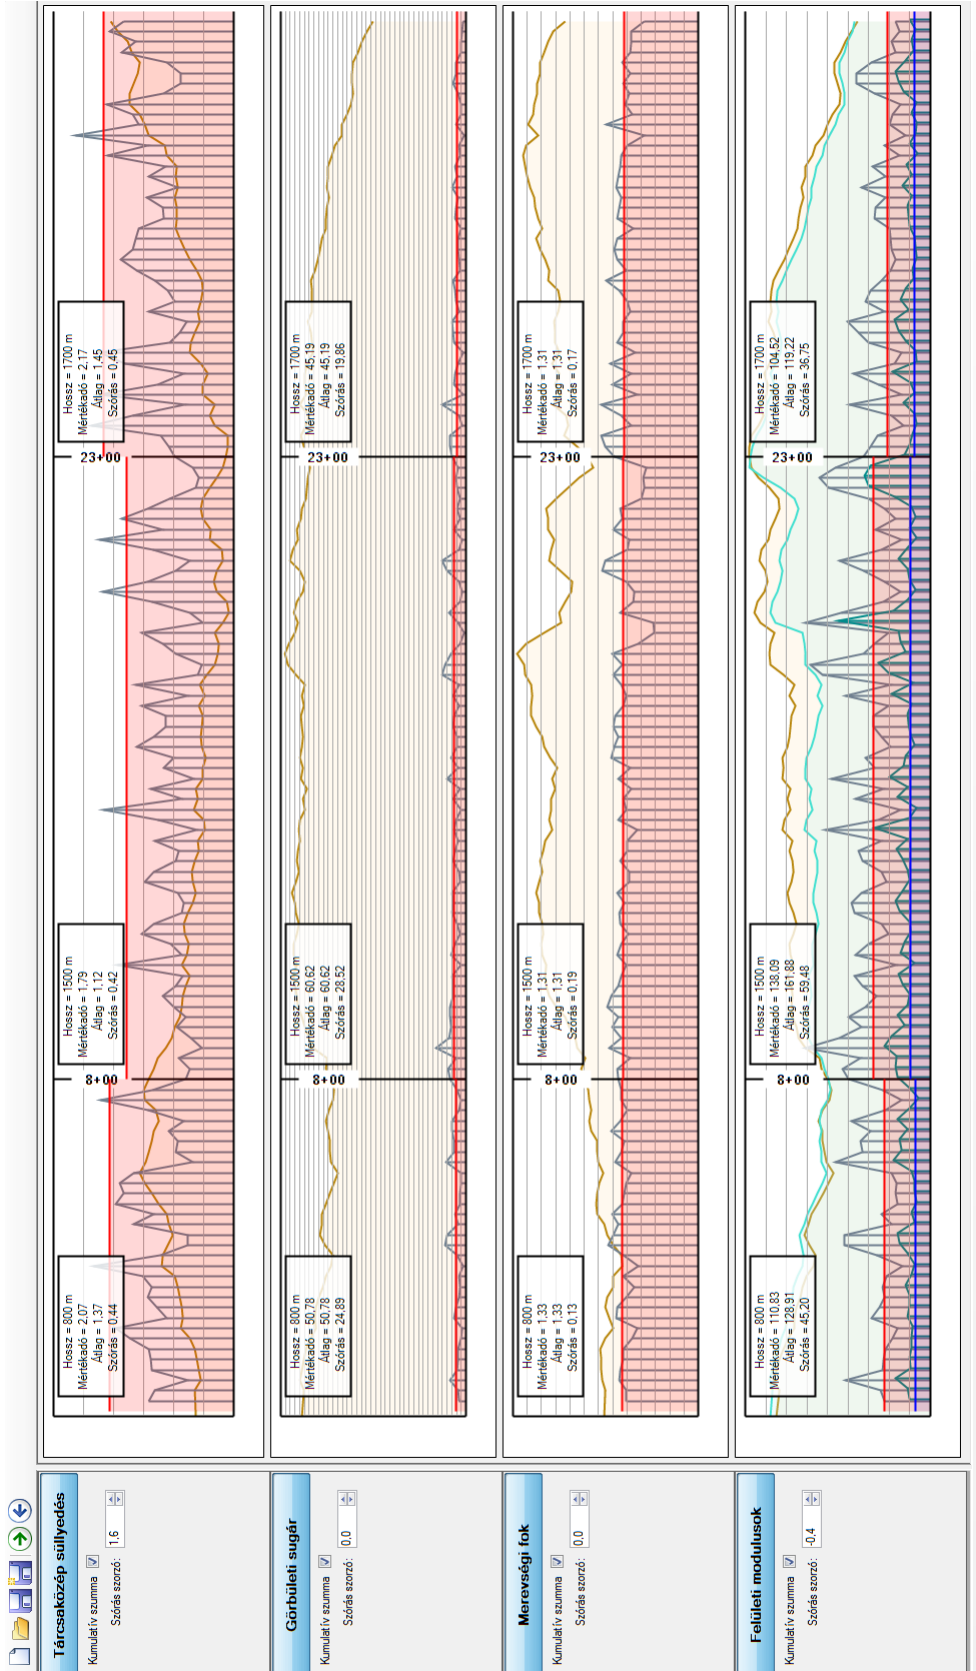 Tárcsaközép süllyedés
Kumulatív szumma
Szórás szorzó: 1,6
Hossz = 800 m
Mértékadó = 2,07
Átlag = 1,37
Szórás = 0,44
8+00
Hossz = 1500 m
Mértékadó = 1,79
Átlag = 1,12
Szórás = 0,42
23+00
Hossz = 1700 m
Mértékadó = 2,17
Átlag = 1,45
Szórás = 0,45
Görbületi sugár
Kumulatív szumma
Szórás szorzó: 0,0
Hossz = 800 m
Mértékadó = 50,78
Átlag = 50,78
Szórás = 24,89
8+00
Hossz = 1500 m
Mértékadó = 60,62
Átlag = 60,62
Szórás = 28,52
23+00
Hossz = 1700 m
Mértékadó = 45,19
Átlag = 45,19
Szórás = 19,86
Merevségi fok
Kumulatív szumma
Szórás szorzó: 0,0
Hossz = 800 m
Mértékadó = 1,33
Átlag = 1,33
Szórás = 0,13
8+00
Hossz = 1500 m
Mértékadó = 1,31
Átlag = 1,31
Szórás = 0,19
23+00
Hossz = 1700 m
Mértékadó = 1,31
Átlag = 1,31
Szórás = 0,17
Felületi modulusok
Kumulatív szumma
Szórás szorzó: -0,4
Hossz = 800 m
Mértékadó = 110,83
Átlag = 128,91
Szórás = 45,20
8+00
Hossz = 1500 m
Mértékadó = 138,09
Átlag = 161,88
Szórás = 59,48
23+00
Hossz = 1700 m
Mértékadó = 104,52
Átlag = 119,22
Szórás = 36,75